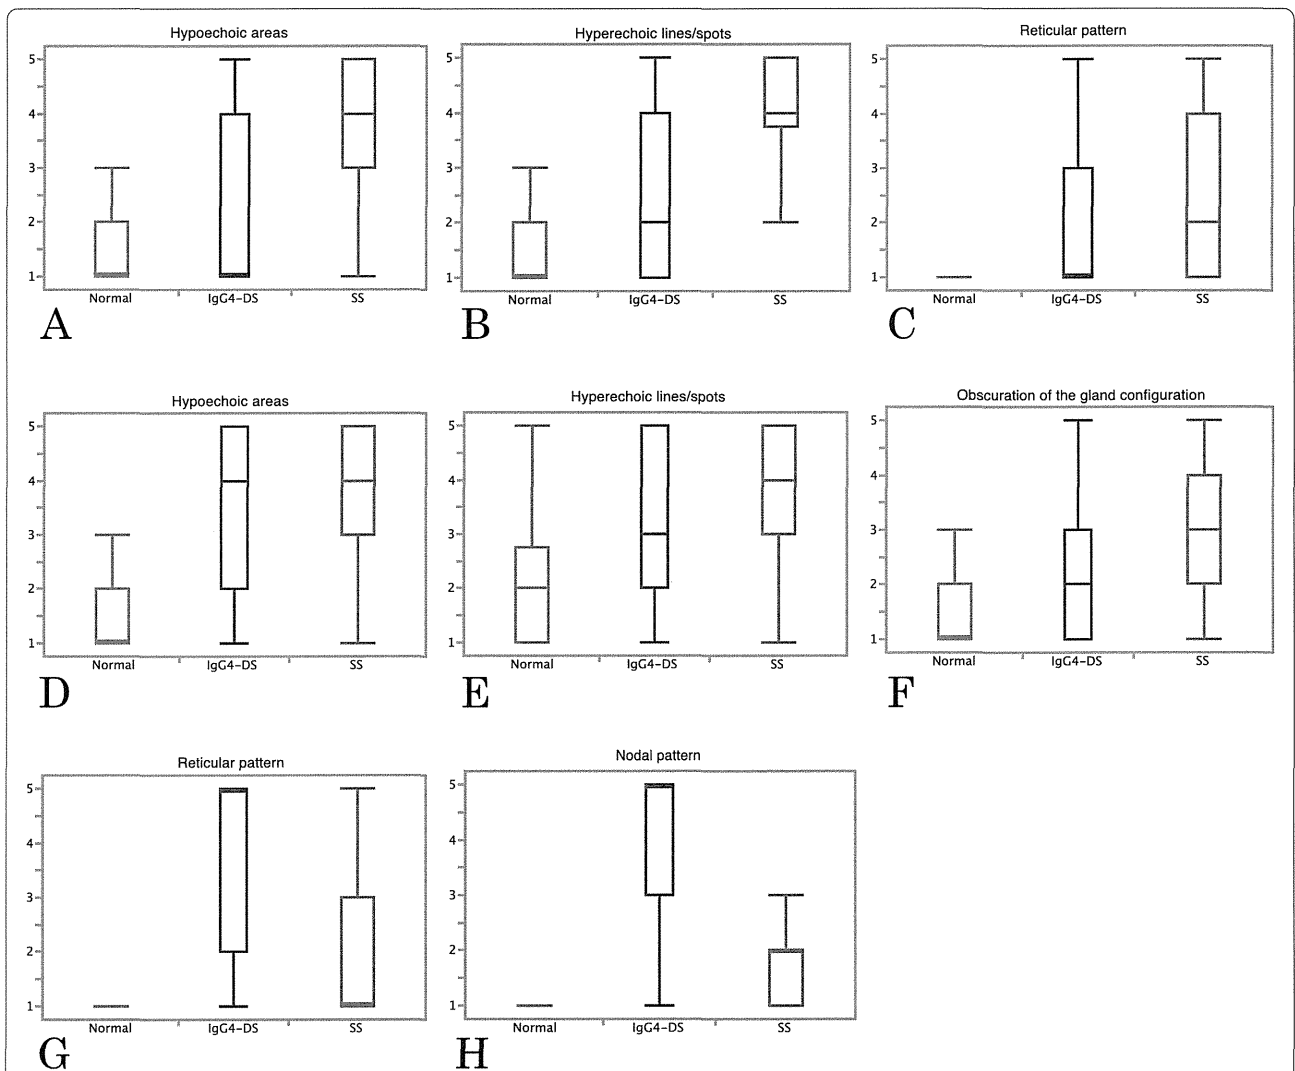 Hypoechoic areas
5
4
3
2
1
Normal IgG4-DS SS
A
Hyperechoic lines/spots
5
4
3
2
1
Normal IgG4-DS SS
B
Reticular pattern
5
4
3
2
1
Normal IgG4-DS SS
C
Hypoechoic areas
5
4
3
2
1
Normal IgG4-DS SS
D
Hyperechoic lines/spots
5
4
3
2
1
Normal IgG4-DS SS
E
Obscuration of the gland configuration
5
4
3
2
1
Normal IgG4-DS SS
F
Reticular pattern
5
4
3
2
1
Normal IgG4-DS SS
G
Nodal pattern
5
4
3
2
1
Normal IgG4-DS SS
H